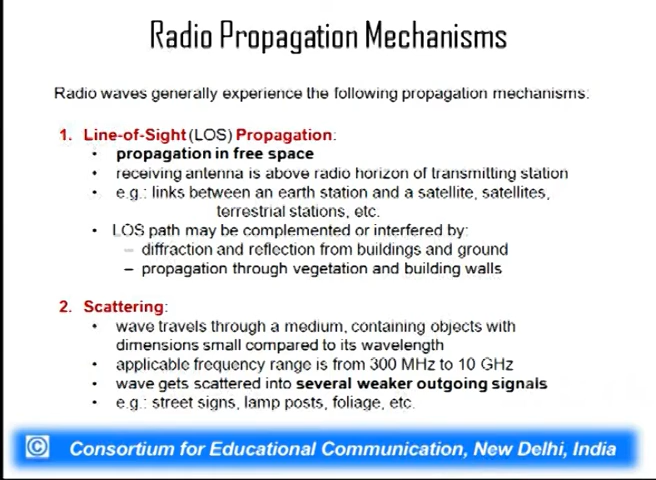 Radio Propagation Mechanisms
Radio waves generally experience the following propagation mechanisms:
1. Line-of-Sight (LOS) Propagation:
• propagation in free space
• receiving antenna is above radio horizon of transmitting station
• e.g.: links between an earth station and a satellite, satellites,
terrestrial stations, etc.
• LOS path may be complemented or interfered by:
– diffraction and reflection from buildings and ground
– propagation through vegetation and building walls
2. Scattering:
• wave travels through a medium, containing objects with
dimensions small compared to its wavelength
• applicable frequency range is from 300 MHz to 10 GHz
• wave gets scattered into several weaker outgoing signals
• e.g.: street signs, lamp posts, foliage, etc.
© Consortium for Educational Communication, New Delhi, India